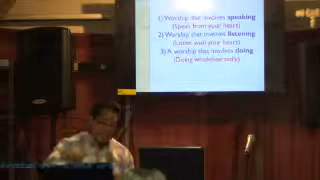 1) Worship that involves speaking
(Speak from your heart)
2) Worship that involves listening
(Listen with your heart)
3) A worship that involves doing
(Doing wholeheartedly)